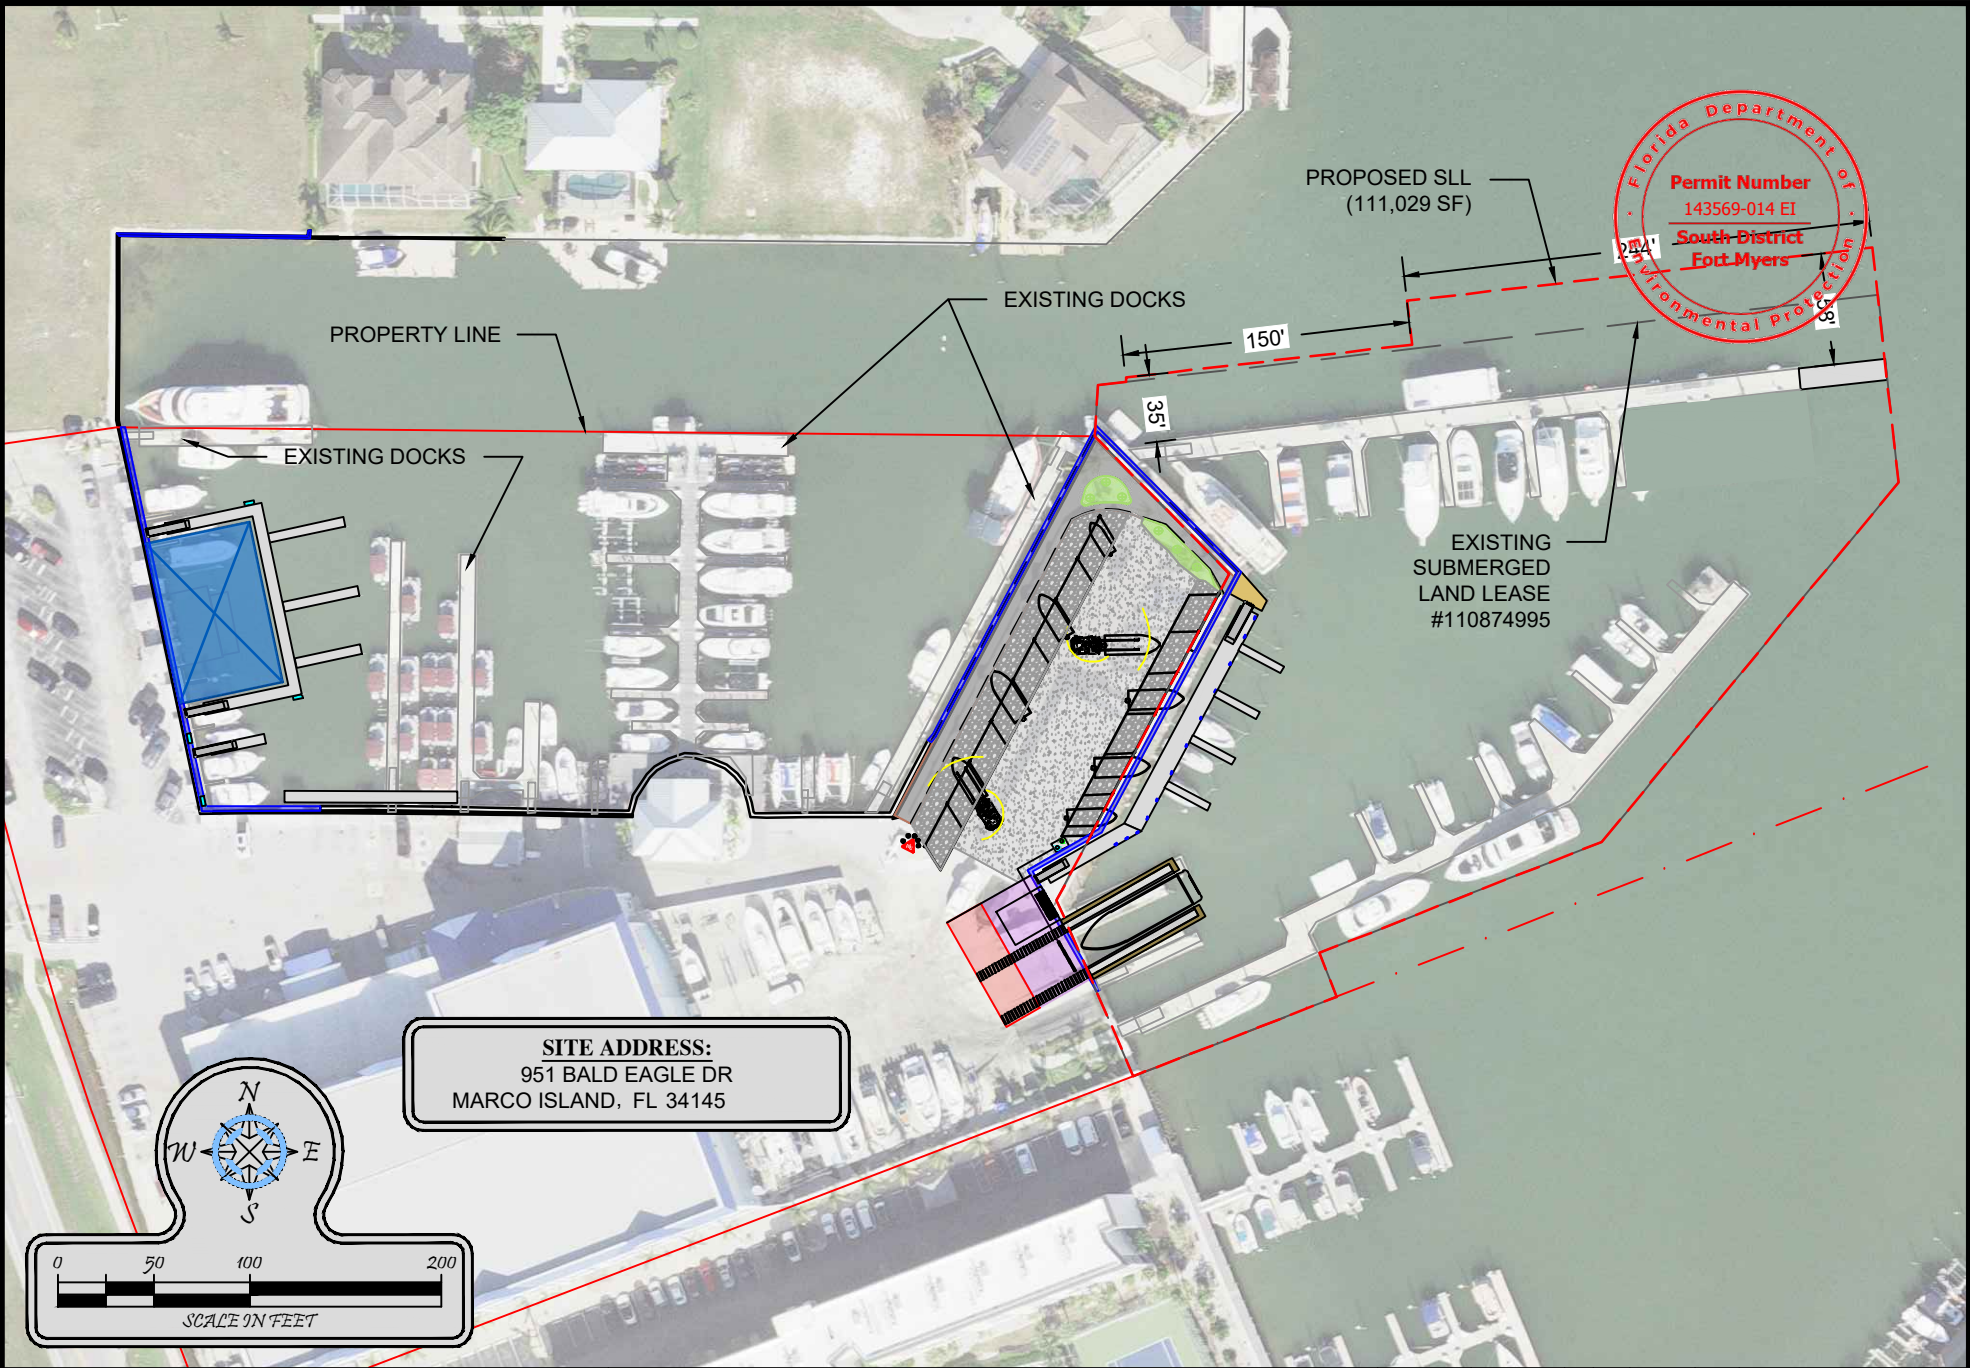 PROPOSED SLL
(111,029 SF)
Florida Department of
Environmental Protection
Permit Number
143569-014 EI
South District
Fort Myers
244'
58'
EXISTING DOCKS
PROPERTY LINE
150'
35'
EXISTING DOCKS
EXISTING
SUBMERGED
LAND LEASE
#110874995
SITE ADDRESS:
951 BALD EAGLE DR
MARCO ISLAND, FL 34145
N
W
E
S
0 50 100 200
SCALE IN FEET